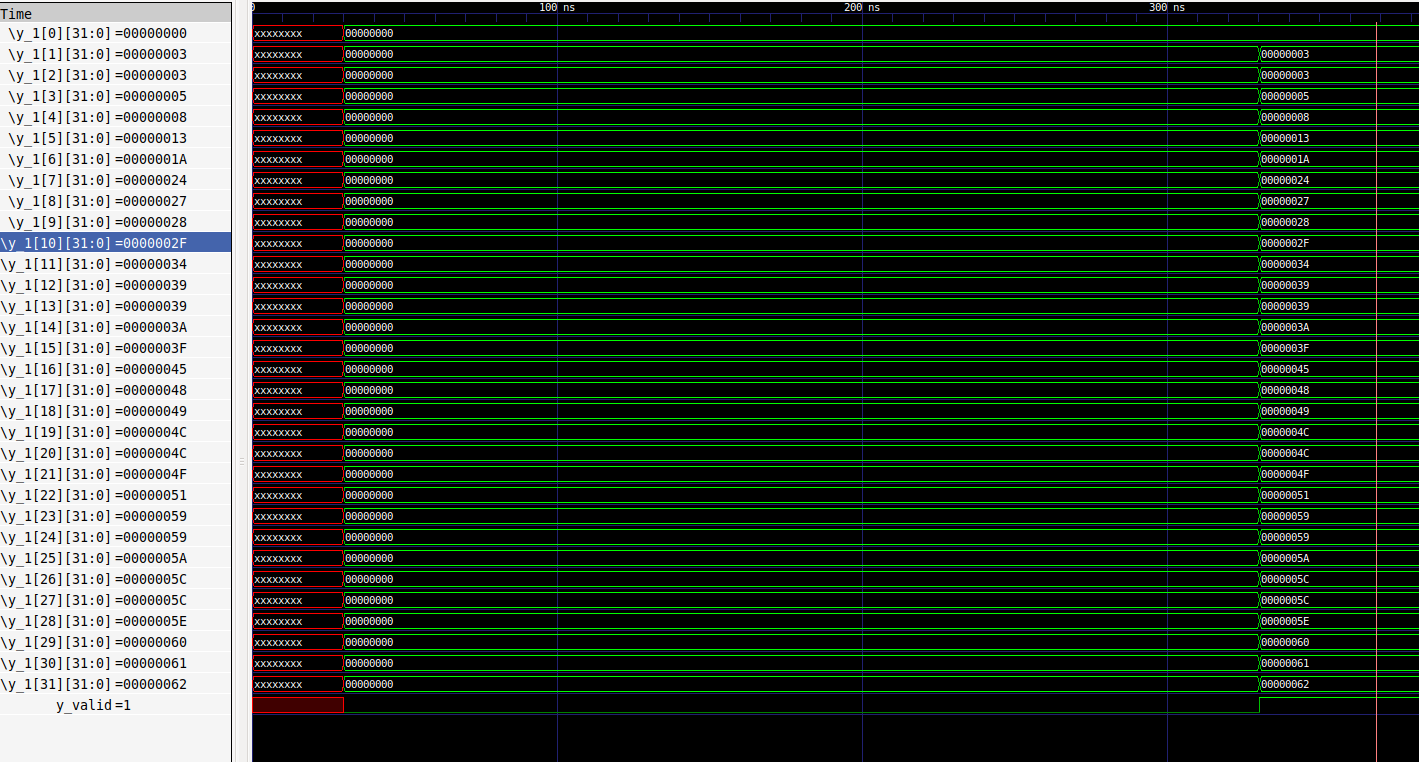 Time 0 100 ns 200 ns 300 ns
\y_1[0][31:0]=00000000 xxxxxxxx 00000000
\y_1[1][31:0]=00000003 xxxxxxxx 00000000 00000003
\y_1[2][31:0]=00000003 xxxxxxxx 00000000 00000003
\y_1[3][31:0]=00000005 xxxxxxxx 00000000 00000005
\y_1[4][31:0]=00000008 xxxxxxxx 00000000 00000008
\y_1[5][31:0]=00000013 xxxxxxxx 00000000 00000013
\y_1[6][31:0]=0000001A xxxxxxxx 00000000 0000001A
\y_1[7][31:0]=00000024 xxxxxxxx 00000000 00000024
\y_1[8][31:0]=00000027 xxxxxxxx 00000000 00000027
\y_1[9][31:0]=00000028 xxxxxxxx 00000000 00000028
\y_1[10][31:0]=0000002F xxxxxxxx 00000000 0000002F
\y_1[11][31:0]=00000034 xxxxxxxx 00000000 00000034
\y_1[12][31:0]=00000039 xxxxxxxx 00000000 00000039
\y_1[13][31:0]=00000039 xxxxxxxx 00000000 00000039
\y_1[14][31:0]=0000003A xxxxxxxx 00000000 0000003A
\y_1[15][31:0]=0000003F xxxxxxxx 00000000 0000003F
\y_1[16][31:0]=00000045 xxxxxxxx 00000000 00000045
\y_1[17][31:0]=00000048 xxxxxxxx 00000000 00000048
\y_1[18][31:0]=00000049 xxxxxxxx 00000000 00000049
\y_1[19][31:0]=0000004C xxxxxxxx 00000000 0000004C
\y_1[20][31:0]=0000004C xxxxxxxx 00000000 0000004C
\y_1[21][31:0]=0000004F xxxxxxxx 00000000 0000004F
\y_1[22][31:0]=00000051 xxxxxxxx 00000000 00000051
\y_1[23][31:0]=00000059 xxxxxxxx 00000000 00000059
\y_1[24][31:0]=00000059 xxxxxxxx 00000000 00000059
\y_1[25][31:0]=0000005A xxxxxxxx 00000000 0000005A
\y_1[26][31:0]=0000005C xxxxxxxx 00000000 0000005C
\y_1[27][31:0]=0000005C xxxxxxxx 00000000 0000005C
\y_1[28][31:0]=0000005E xxxxxxxx 00000000 0000005E
\y_1[29][31:0]=00000060 xxxxxxxx 00000000 00000060
\y_1[30][31:0]=00000061 xxxxxxxx 00000000 00000061
\y_1[31][31:0]=00000062 xxxxxxxx 00000000 00000062
y_valid=1